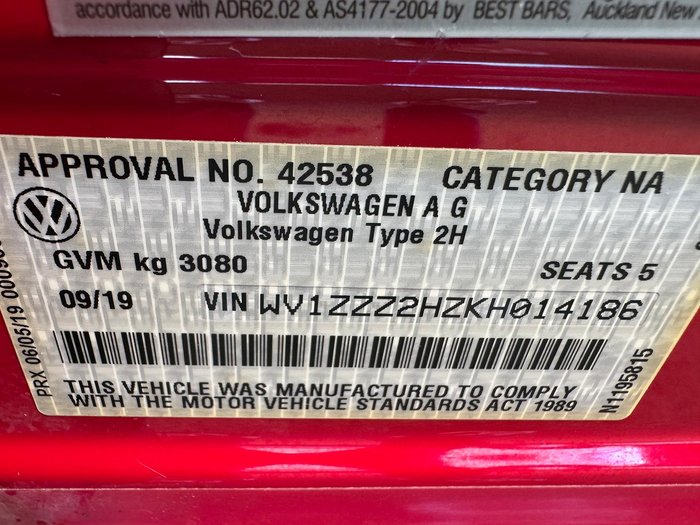 accordance with ADR62.02 & AS4177-2004 by BEST BARS, Auckland New
APPROVAL NO. 42538 CATEGORY NA
VOLKSWAGEN A G
Volkswagen Type 2H
GVM kg 3080 SEATS 5
09/19 VIN WV1ZZZ2HZKH014186
THIS VEHICLE WAS MANUFACTURED TO COMPLY
WITH THE MOTOR VEHICLE STANDARDS ACT 1989
PRX 06/05/19
N1195815